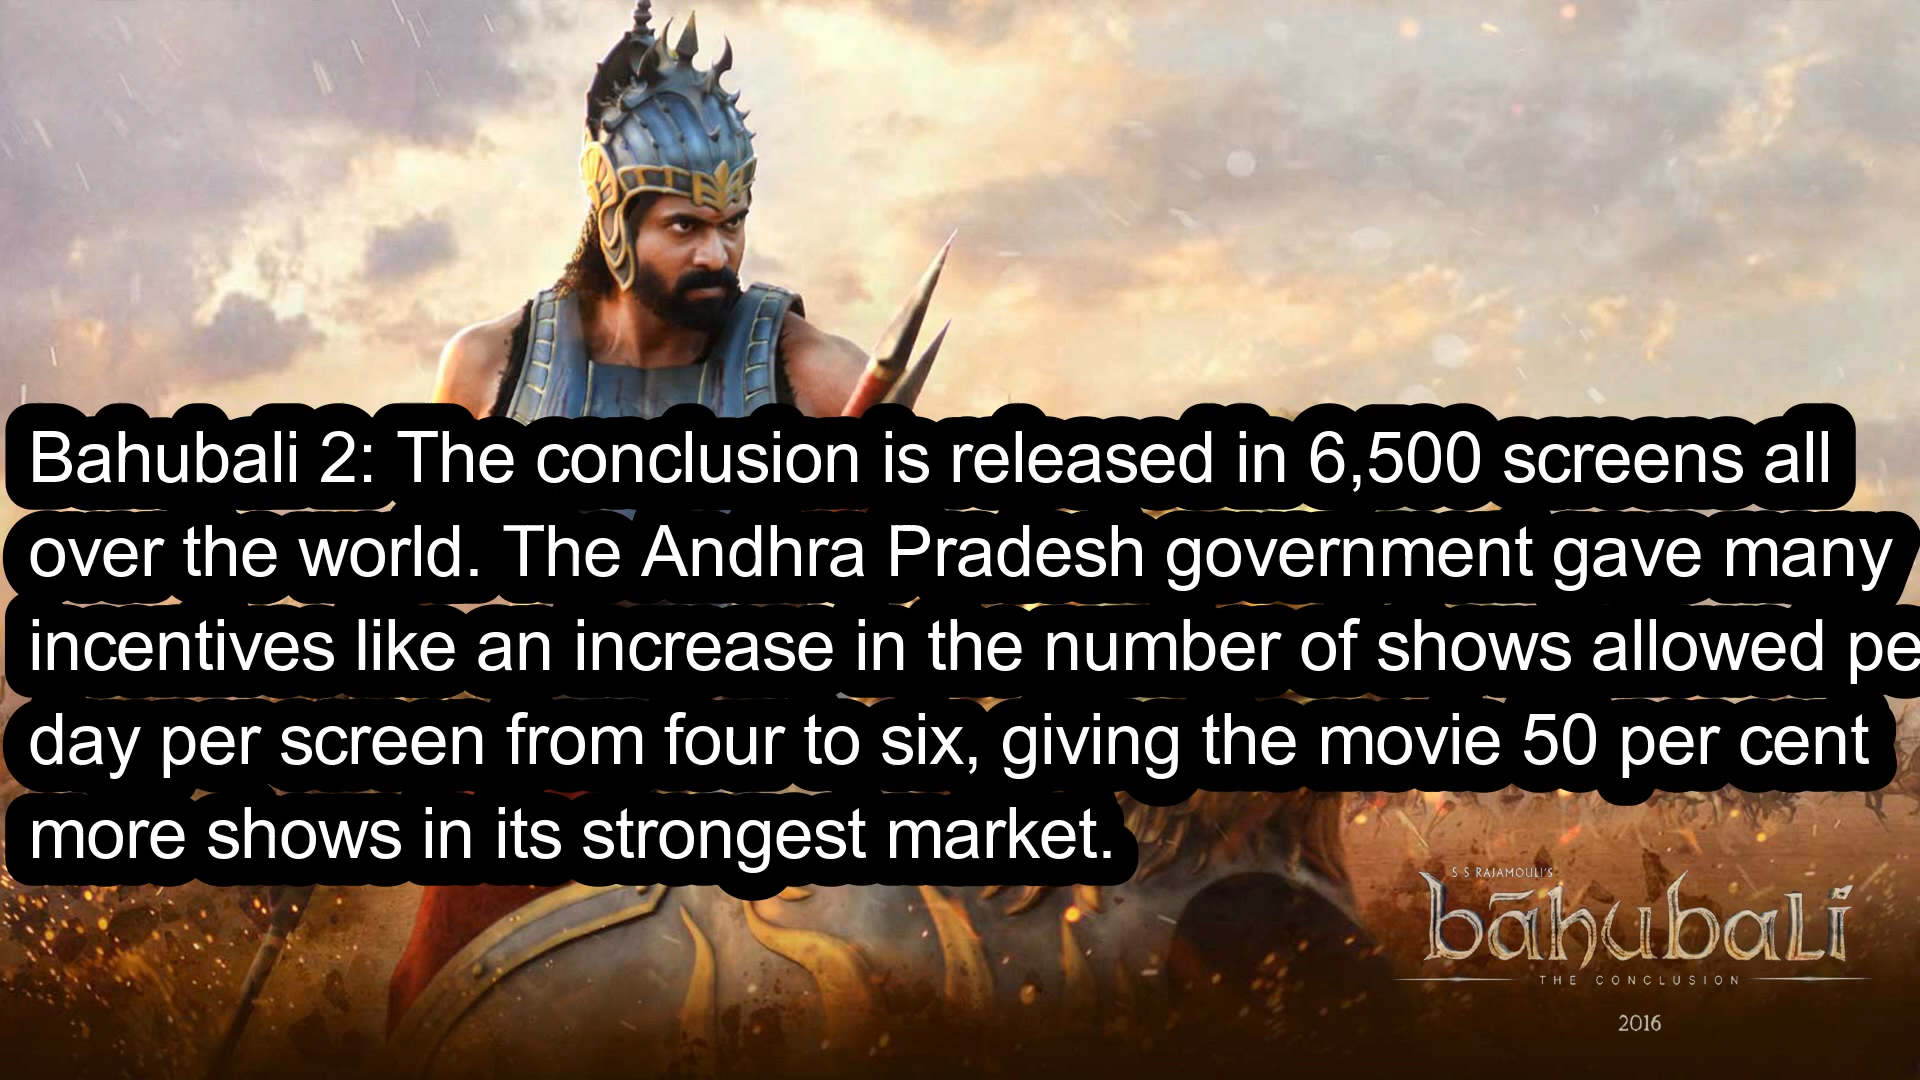 Bahubali 2: The conclusion is released in 6,500 screens all
over the world. The Andhra Pradesh government gave many
incentives like an increase in the number of shows allowed pe
day per screen from four to six, giving the movie 50 per cent
more shows in its strongest market.
S S RAJAMOULI'S
bāhubali
THE CONCLUSION
2016